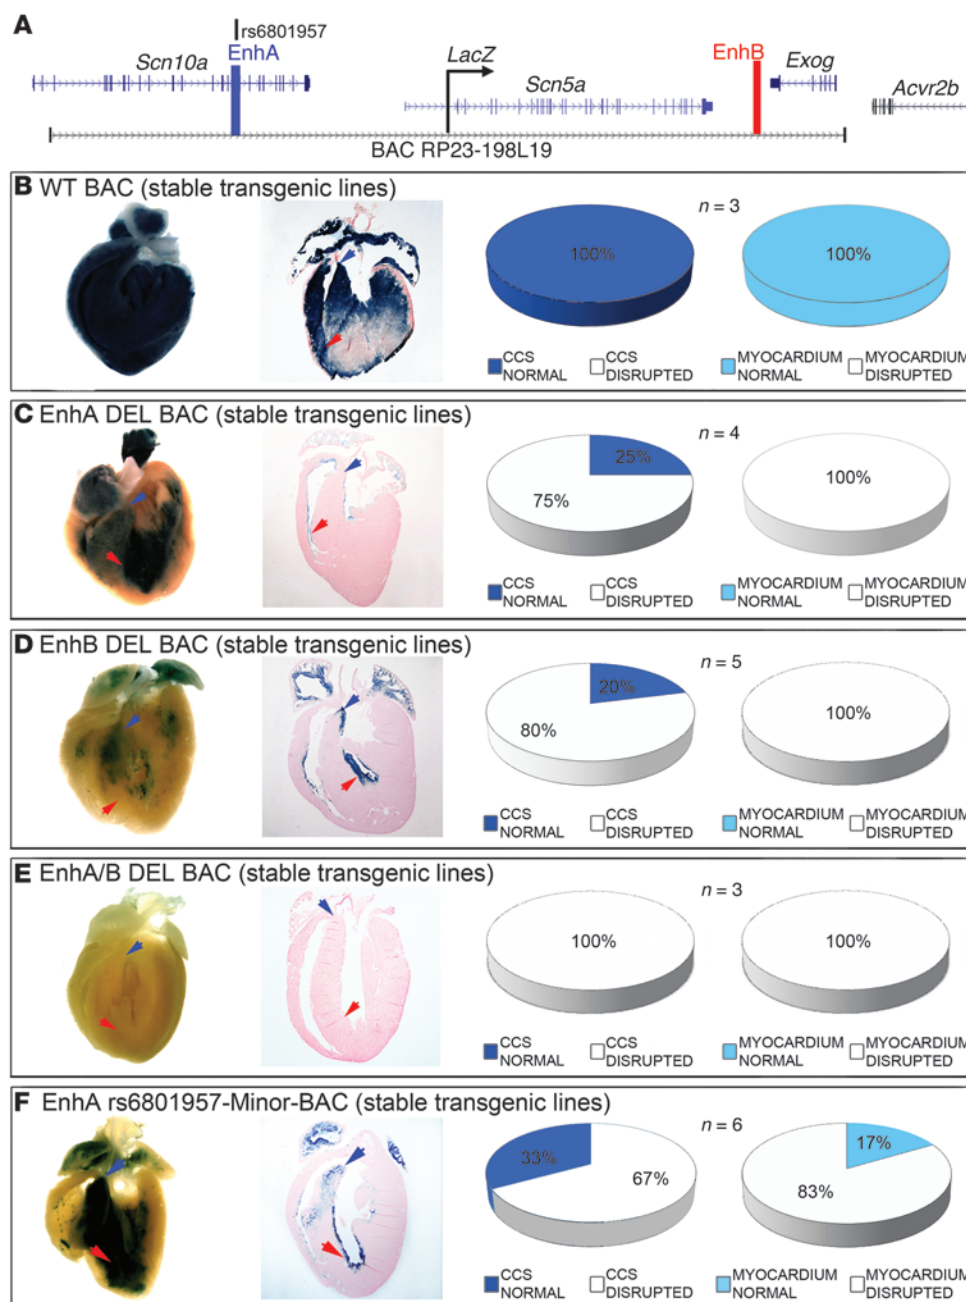 A
rs6801957
Scn10a EnhA
LacZ
Scn5a
EnhB
Exog
Acvr2b
BAC RP23-198L19
B WT BAC (stable transgenic lines)
n = 3
100%
100%
CCS NORMAL
CCS DISRUPTED
MYOCARDIUM NORMAL
MYOCARDIUM DISRUPTED
C EnhA DEL BAC (stable transgenic lines)
n = 4
25%
75%
100%
CCS NORMAL
CCS DISRUPTED
MYOCARDIUM NORMAL
MYOCARDIUM DISRUPTED
D EnhB DEL BAC (stable transgenic lines)
n = 5
20%
80%
100%
CCS NORMAL
CCS DISRUPTED
MYOCARDIUM NORMAL
MYOCARDIUM DISRUPTED
E EnhA/B DEL BAC (stable transgenic lines)
n = 3
100%
100%
CCS NORMAL
CCS DISRUPTED
MYOCARDIUM NORMAL
MYOCARDIUM DISRUPTED
F EnhA rs6801957-Minor-BAC (stable transgenic lines)
n = 6
33%
67%
17%
83%
CCS NORMAL
CCS DISRUPTED
MYOCARDIUM NORMAL
MYOCARDIUM DISRUPTED